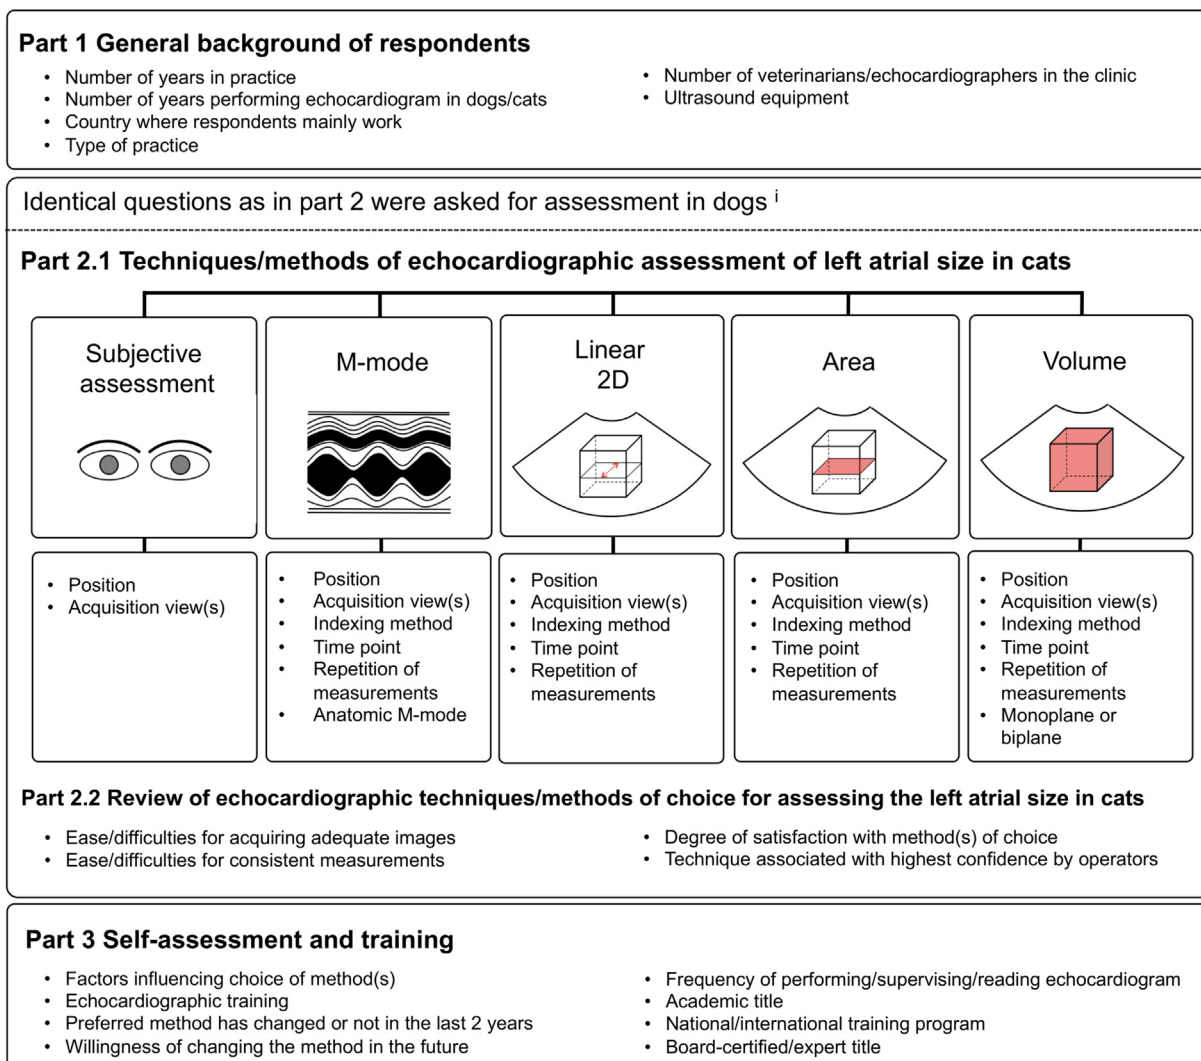 Part 1 General background of respondents
• Number of years in practice
• Number of years performing echocardiogram in dogs/cats
• Country where respondents mainly work
• Type of practice
• Number of veterinarians/echocardiographers in the clinic
• Ultrasound equipment
Identical questions as in part 2 were asked for assessment in dogs i
Part 2.1 Techniques/methods of echocardiographic assessment of left atrial size in cats
Subjective
assessment
M-mode
Linear
2D
Area
Volume
• Position
• Acquisition view(s)
• Position
• Acquisition view(s)
• Indexing method
• Time point
• Repetition of
measurements
• Anatomic M-mode
• Position
• Acquisition view(s)
• Indexing method
• Time point
• Repetition of
measurements
• Position
• Acquisition view(s)
• Indexing method
• Time point
• Repetition of
measurements
• Position
• Acquisition view(s)
• Indexing method
• Time point
• Repetition of
measurements
• Monoplane or
biplane
Part 2.2 Review of echocardiographic techniques/methods of choice for assessing the left atrial size in cats
• Ease/difficulties for acquiring adequate images
• Ease/difficulties for consistent measurements
• Degree of satisfaction with method(s) of choice
• Technique associated with highest confidence by operators
Part 3 Self-assessment and training
• Factors influencing choice of method(s)
• Echocardiographic training
• Preferred method has changed or not in the last 2 years
• Willingness of changing the method in the future
• Frequency of performing/supervising/reading echocardiogram
• Academic title
• National/international training program
• Board-certified/expert title